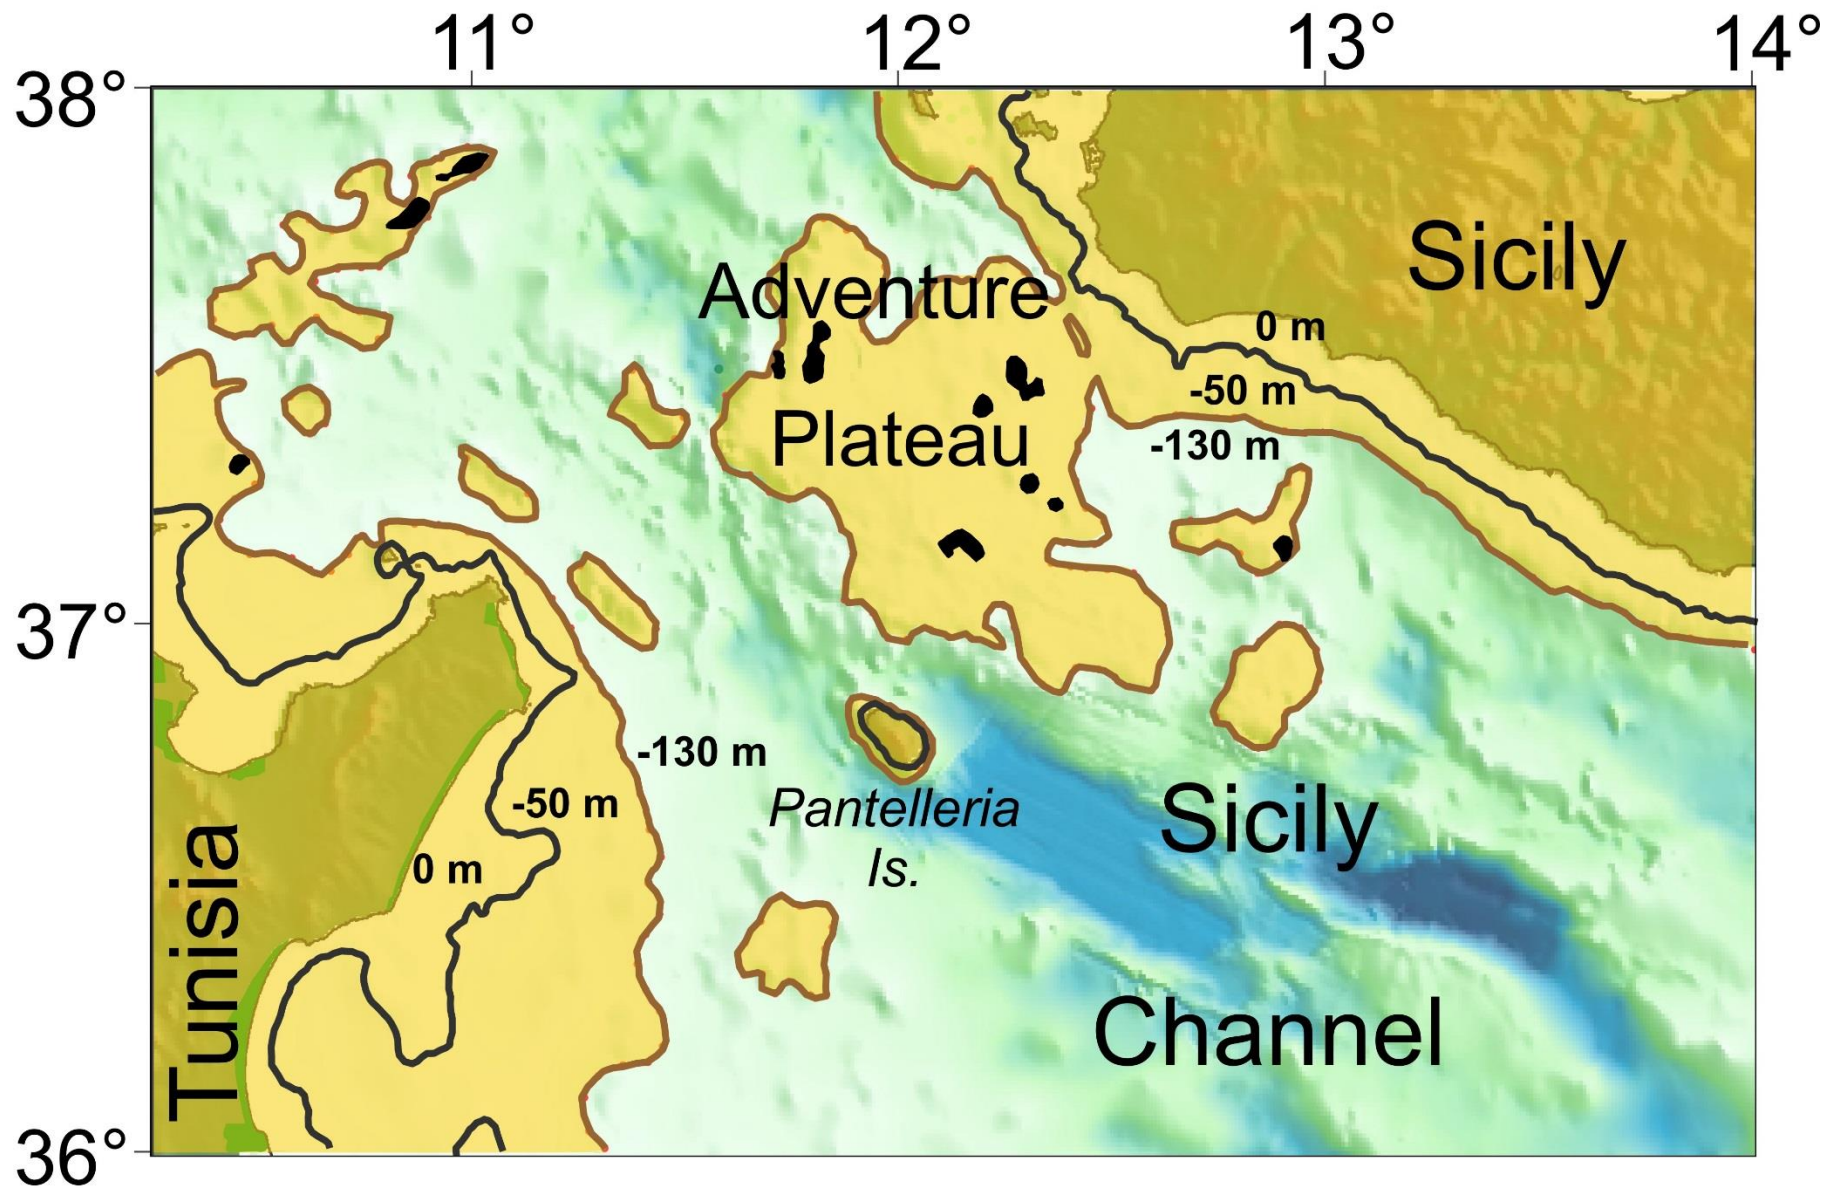 11°
12°
13°
14°
38°
Sicily
Adventure
0 m
-50 m
Plateau
-130 m
37°
-130 m
-50 m
Pantelleria
Is.
Sicily
0 m
Tunisia
Channel
36°